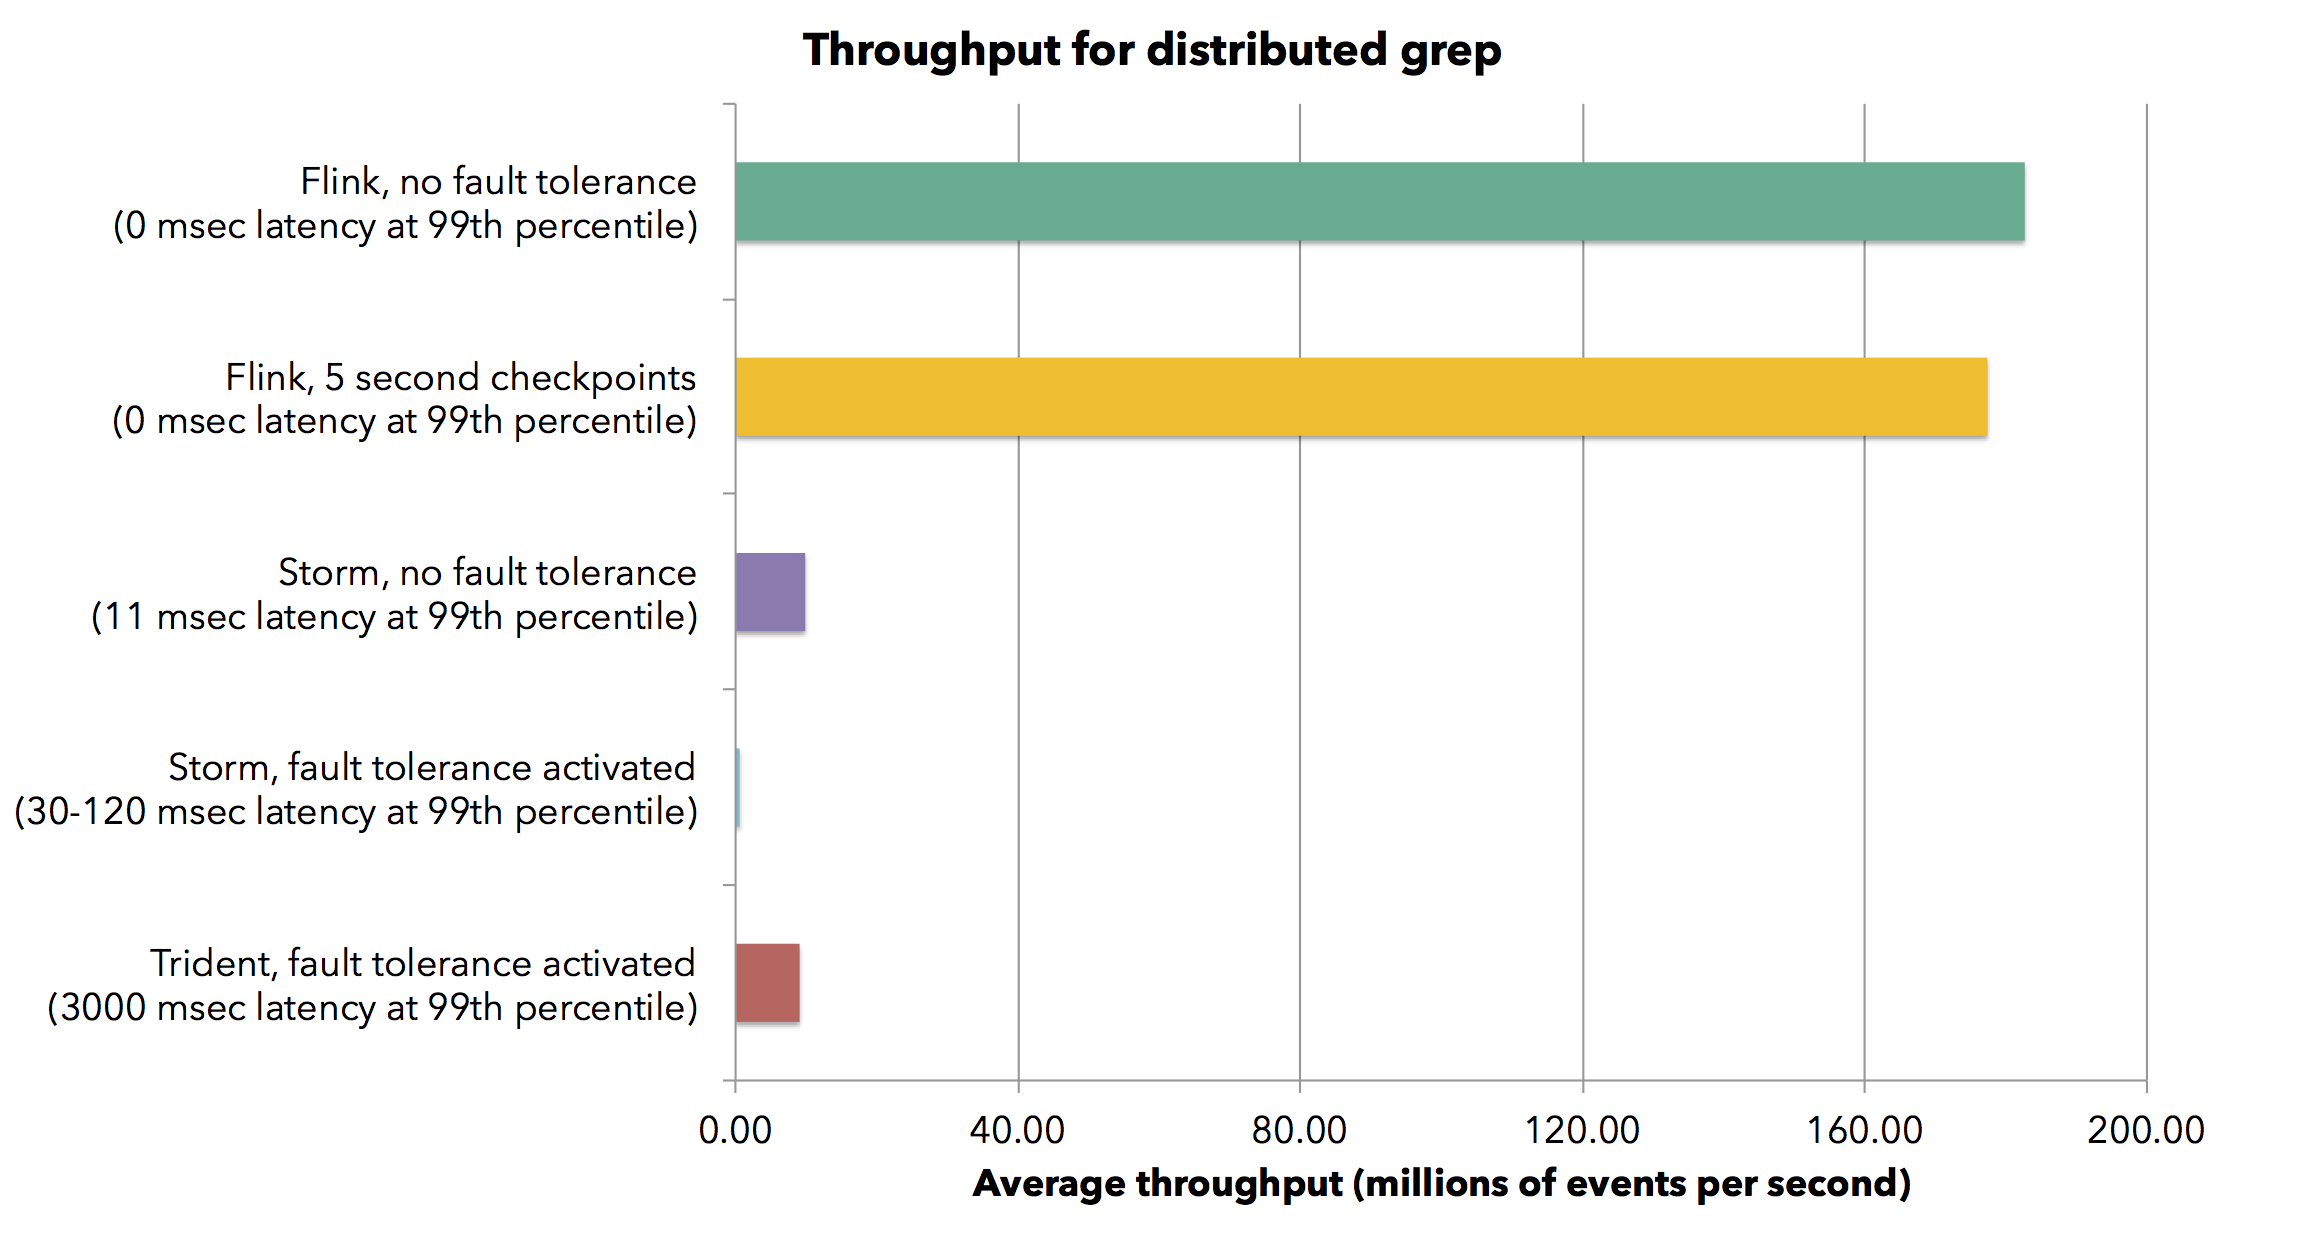 Throughput for distributed grep
Flink, no fault tolerance
(0 msec latency at 99th percentile)
Flink, 5 second checkpoints
(0 msec latency at 99th percentile)
Storm, no fault tolerance
(11 msec latency at 99th percentile)
Storm, fault tolerance activated
(30-120 msec latency at 99th percentile)
Trident, fault tolerance activated
(3000 msec latency at 99th percentile)
0.00 40.00 80.00 120.00 160.00 200.00
Average throughput (millions of events per second)